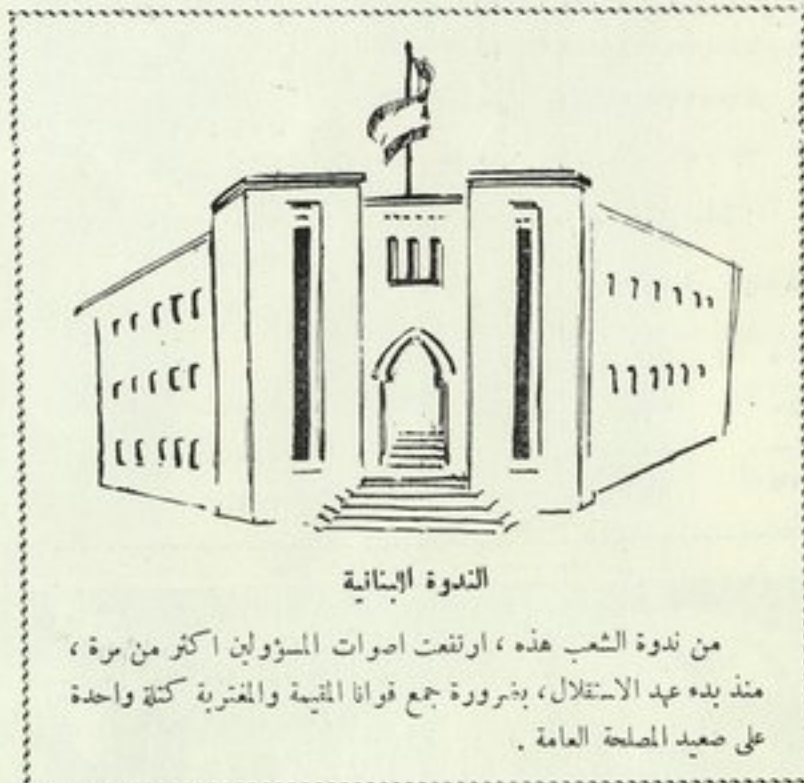 الندوة اللبنانية
من ندوة الشعب هذه ، ارتفعت اصوات المسؤولين اكثر من مرة ،
منذ بدء عهد الاستقلال ، بضرورة جمع قوانا المقيمة والمغتربة كتلة واحدة
على صعيد المصلحة العامة .